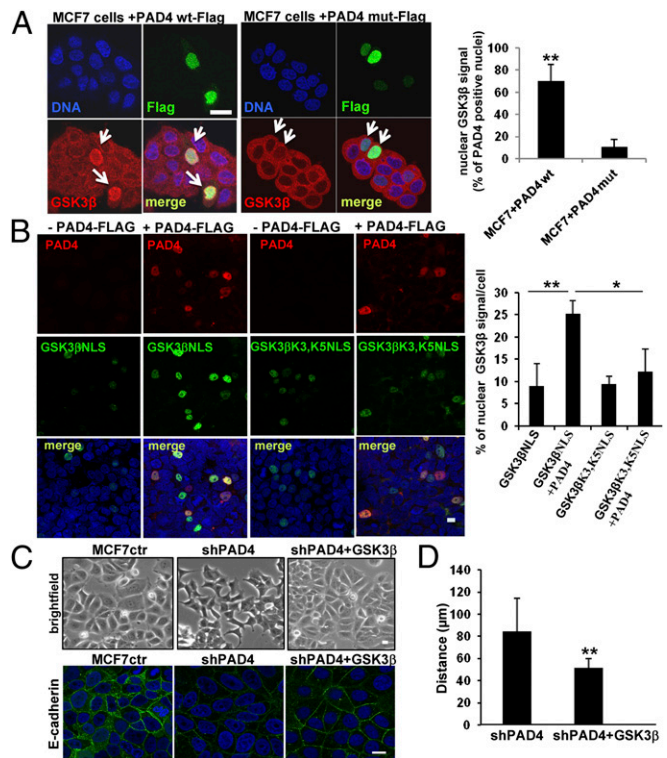 A
MCF7 cells +PAD4 wt-Flag
MCF7 cells +PAD4 mut-Flag
DNA
Flag
DNA
Flag
GSK3β
merge
GSK3β
merge
nuclear GSK3β signal
(% of PAD4 positive nuclei)
100
80
60
40
20
0
**
MCF7+PAD4 wt
MCF7+PAD4 mut
B
- PAD4-FLAG
+ PAD4-FLAG
- PAD4-FLAG
+ PAD4-FLAG
PAD4
PAD4
PAD4
PAD4
GSK3βNLS
GSK3βNLS
GSK3βK3,K5NLS
GSK3βK3,K5NLS
merge
merge
merge
merge
% of nuclear GSK3β signal/cell
30
25
20
15
10
5
0
**
*
GSK3βNLS
GSK3βNLS
+PAD4
GSK3βK3,K5NLS
GSK3βK3,K5NLS
+PAD4
C
MCF7ctr
shPAD4
shPAD4+GSK3β
brightfield
MCF7ctr
shPAD4
shPAD4+GSK3β
E-cadherin
D
Distance (µm)
140
120
100
80
60
40
20
0
**
shPAD4
shPAD4+GSK3β